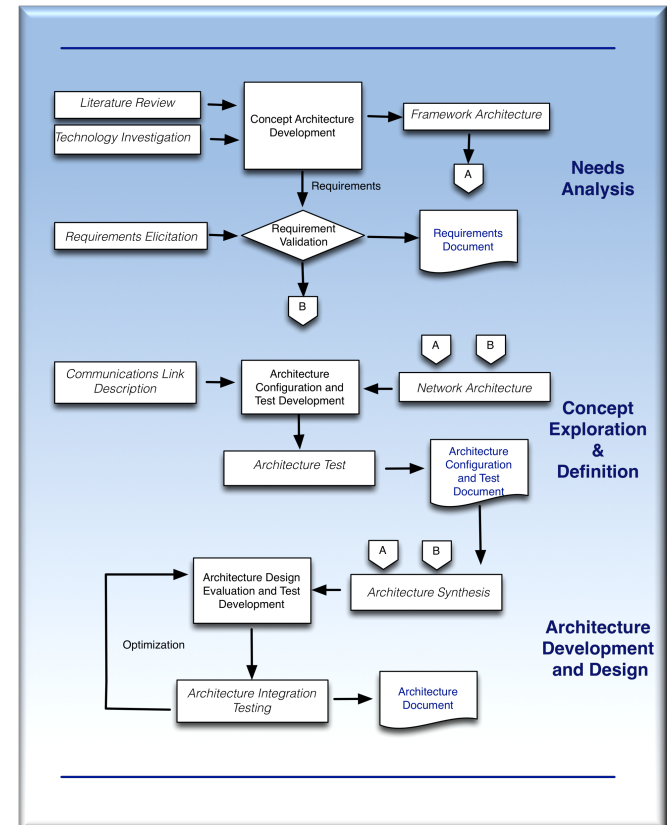 Literature Review
Technology Investigation
Concept Architecture
Development
Framework Architecture
A
Needs
Analysis
Requirements
Requirements Elicitation
Requirement
Validation
Requirements
Document
B
A
B
Communications Link
Description
Architecture
Configuration and
Test Development
Network Architecture
Concept
Exploration
&
Definition
Architecture Test
Architecture
Configuration
and Test
Document
A
B
Architecture Design
Evaluation and Test
Development
Architecture Synthesis
Optimization
Architecture
Development
and Design
Architecture Integration
Testing
Architecture
Document